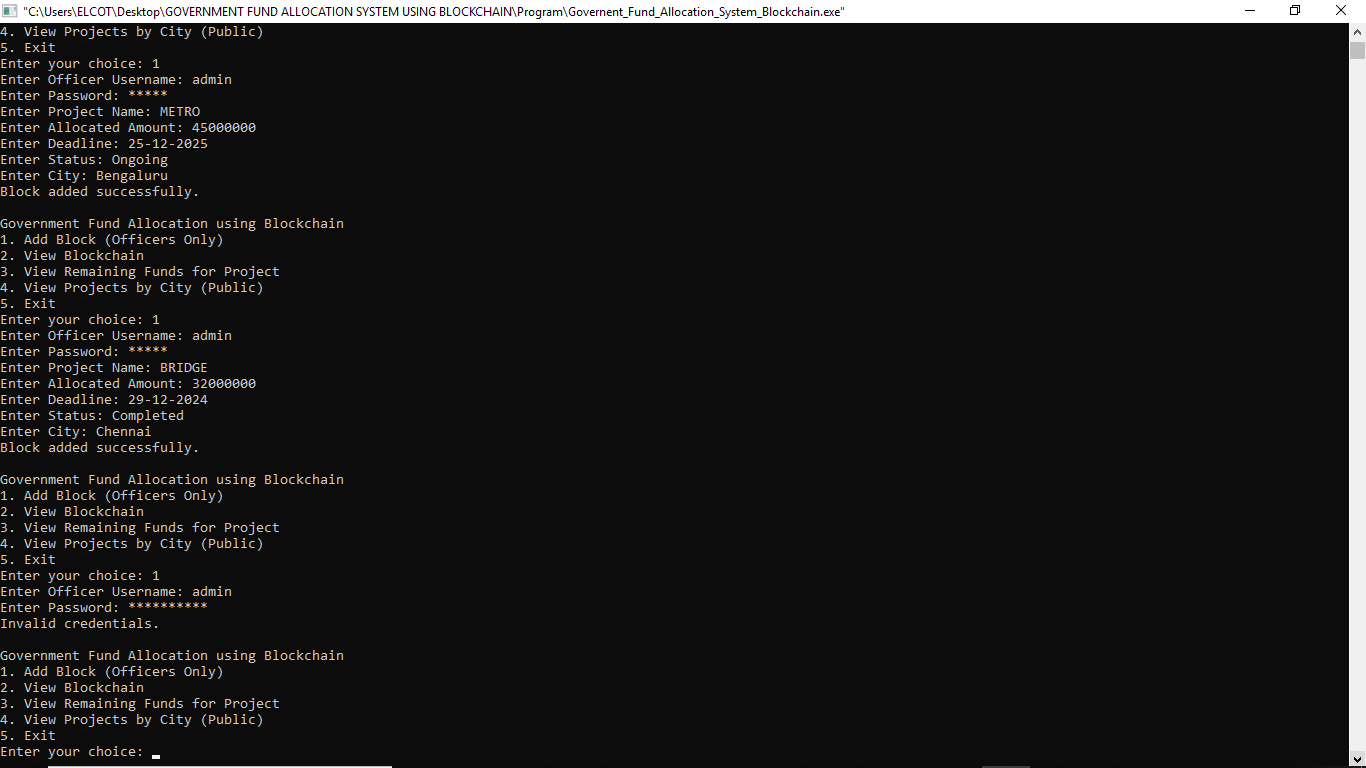 "C:\Users\ELCOT\Desktop\GOVERNMENT FUND ALLOCATION SYSTEM USING BLOCKCHAIN\Program\Governent_Fund_Allocation_System_Blockchain.exe"
4. View Projects by City (Public)
5. Exit
Enter your choice: 1
Enter Officer Username: admin
Enter Password: *****
Enter Project Name: METRO
Enter Allocated Amount: 45000000
Enter Deadline: 25-12-2025
Enter Status: Ongoing
Enter City: Bengaluru
Block added successfully.

Government Fund Allocation using Blockchain
1. Add Block (Officers Only)
2. View Blockchain
3. View Remaining Funds for Project
4. View Projects by City (Public)
5. Exit
Enter your choice: 1
Enter Officer Username: admin
Enter Password: *****
Enter Project Name: BRIDGE
Enter Allocated Amount: 32000000
Enter Deadline: 29-12-2024
Enter Status: Completed
Enter City: Chennai
Block added successfully.

Government Fund Allocation using Blockchain
1. Add Block (Officers Only)
2. View Blockchain
3. View Remaining Funds for Project
4. View Projects by City (Public)
5. Exit
Enter your choice: 1
Enter Officer Username: admin
Enter Password: **********
Invalid credentials.

Government Fund Allocation using Blockchain
1. Add Block (Officers Only)
2. View Blockchain
3. View Remaining Funds for Project
4. View Projects by City (Public)
5. Exit
Enter your choice: